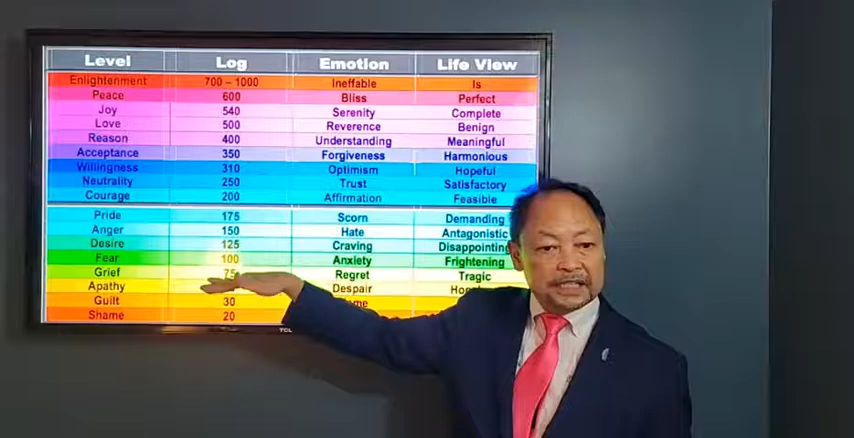 Level Log Emotion Life View
Enlightenment 700 – 1000 Ineffable Is
Peace 600 Bliss Perfect
Joy 540 Serenity Complete
Love 500 Reverence Benign
Reason 400 Understanding Meaningful
Acceptance 350 Forgiveness Harmonious
Willingness 310 Optimism Hopeful
Neutrality 250 Trust Satisfactory
Courage 200 Affirmation Feasible
Pride 175 Scorn Demanding
Anger 150 Hate Antagonistic
Desire 125 Craving Disappointing
Fear 100 Anxiety Frightening
Grief 75 Regret Tragic
Apathy Despair
Guilt 30
Shame 20
TCL